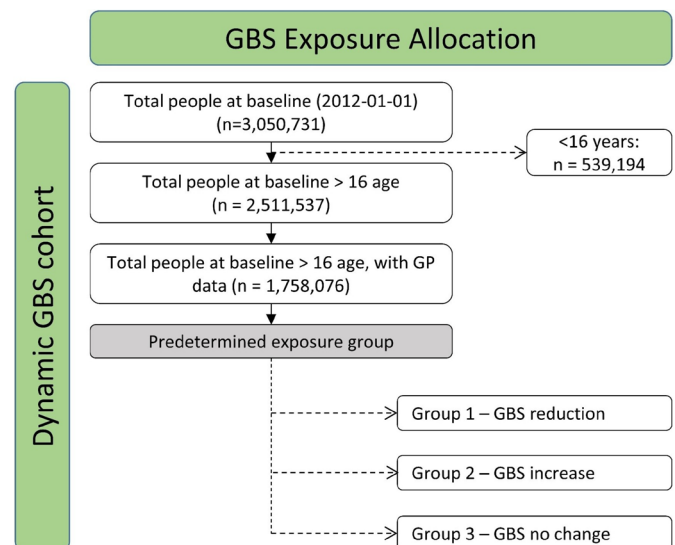 GBS Exposure Allocation
Dynamic GBS cohort
Total people at baseline (2012-01-01)
(n=3,050,731)
<16 years:
n = 539,194
Total people at baseline > 16 age
(n = 2,511,537)
Total people at baseline > 16 age, with GP
data (n = 1,758,076)
Predetermined exposure group
Group 1 – GBS reduction
Group 2 – GBS increase
Group 3 – GBS no change